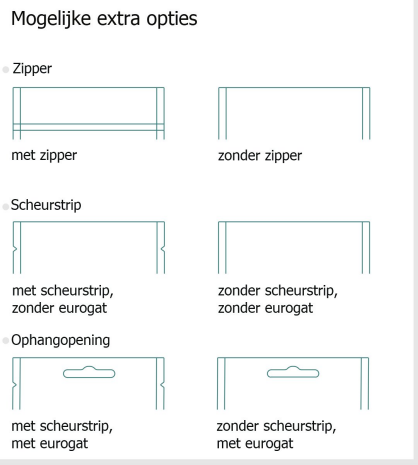 Mogelijke extra opties
Zipper
met zipper
zonder zipper
Scheurstrip
met scheurstrip,
zonder eurogat
zonder scheurstrip,
zonder eurogat
Ophangopening
met scheurstrip,
met eurogat
zonder scheurstrip,
met eurogat